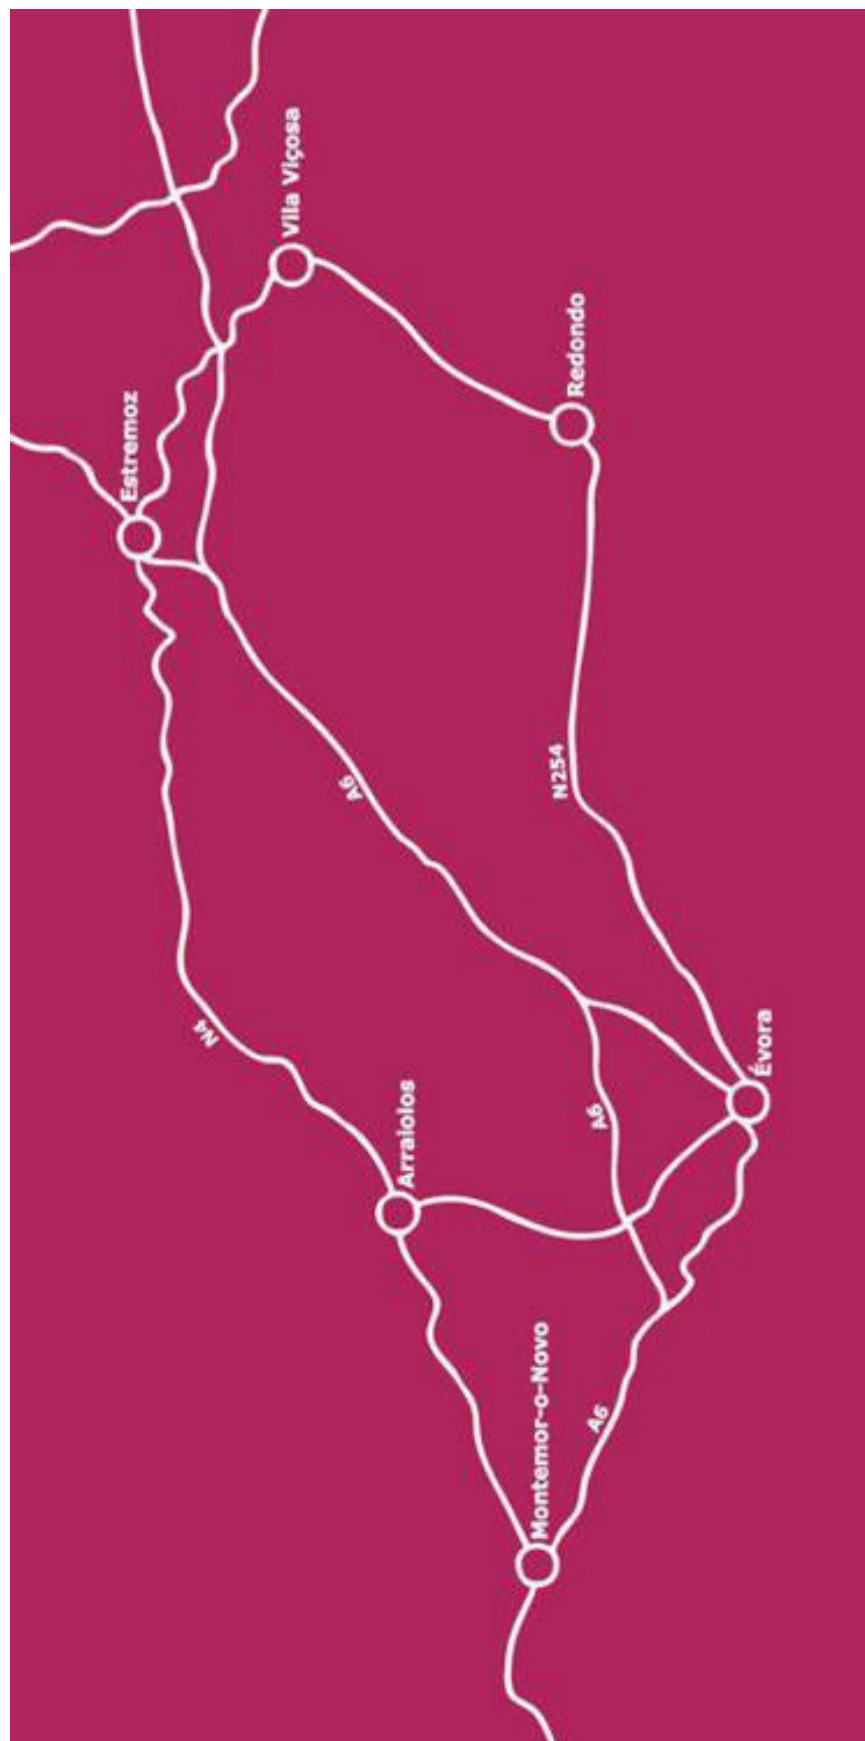 Vila Viçosa
Estremoz
Redondo
A6
N254
N4
Évora
Arraiolos
A6
Montemor-o-Novo
A6